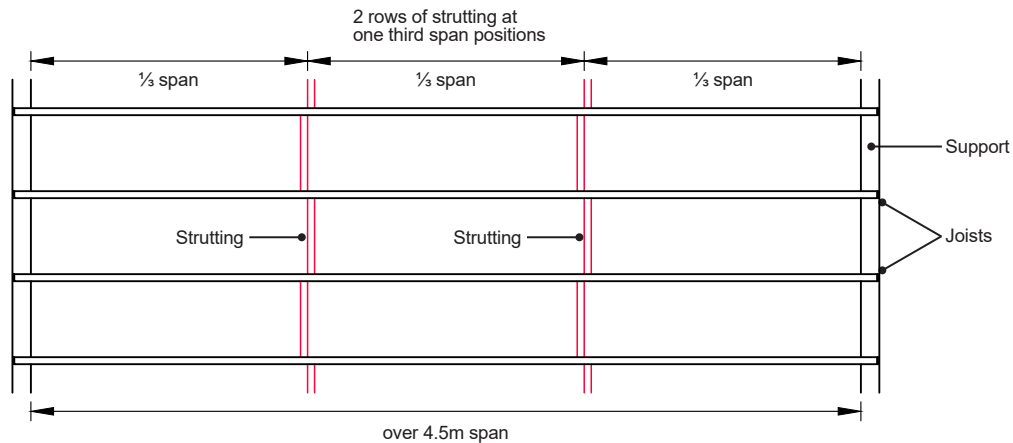 2 rows of strutting at
one third span positions
⅓ span
⅓ span
⅓ span
Support
Strutting
Strutting
Joists
over 4.5m span